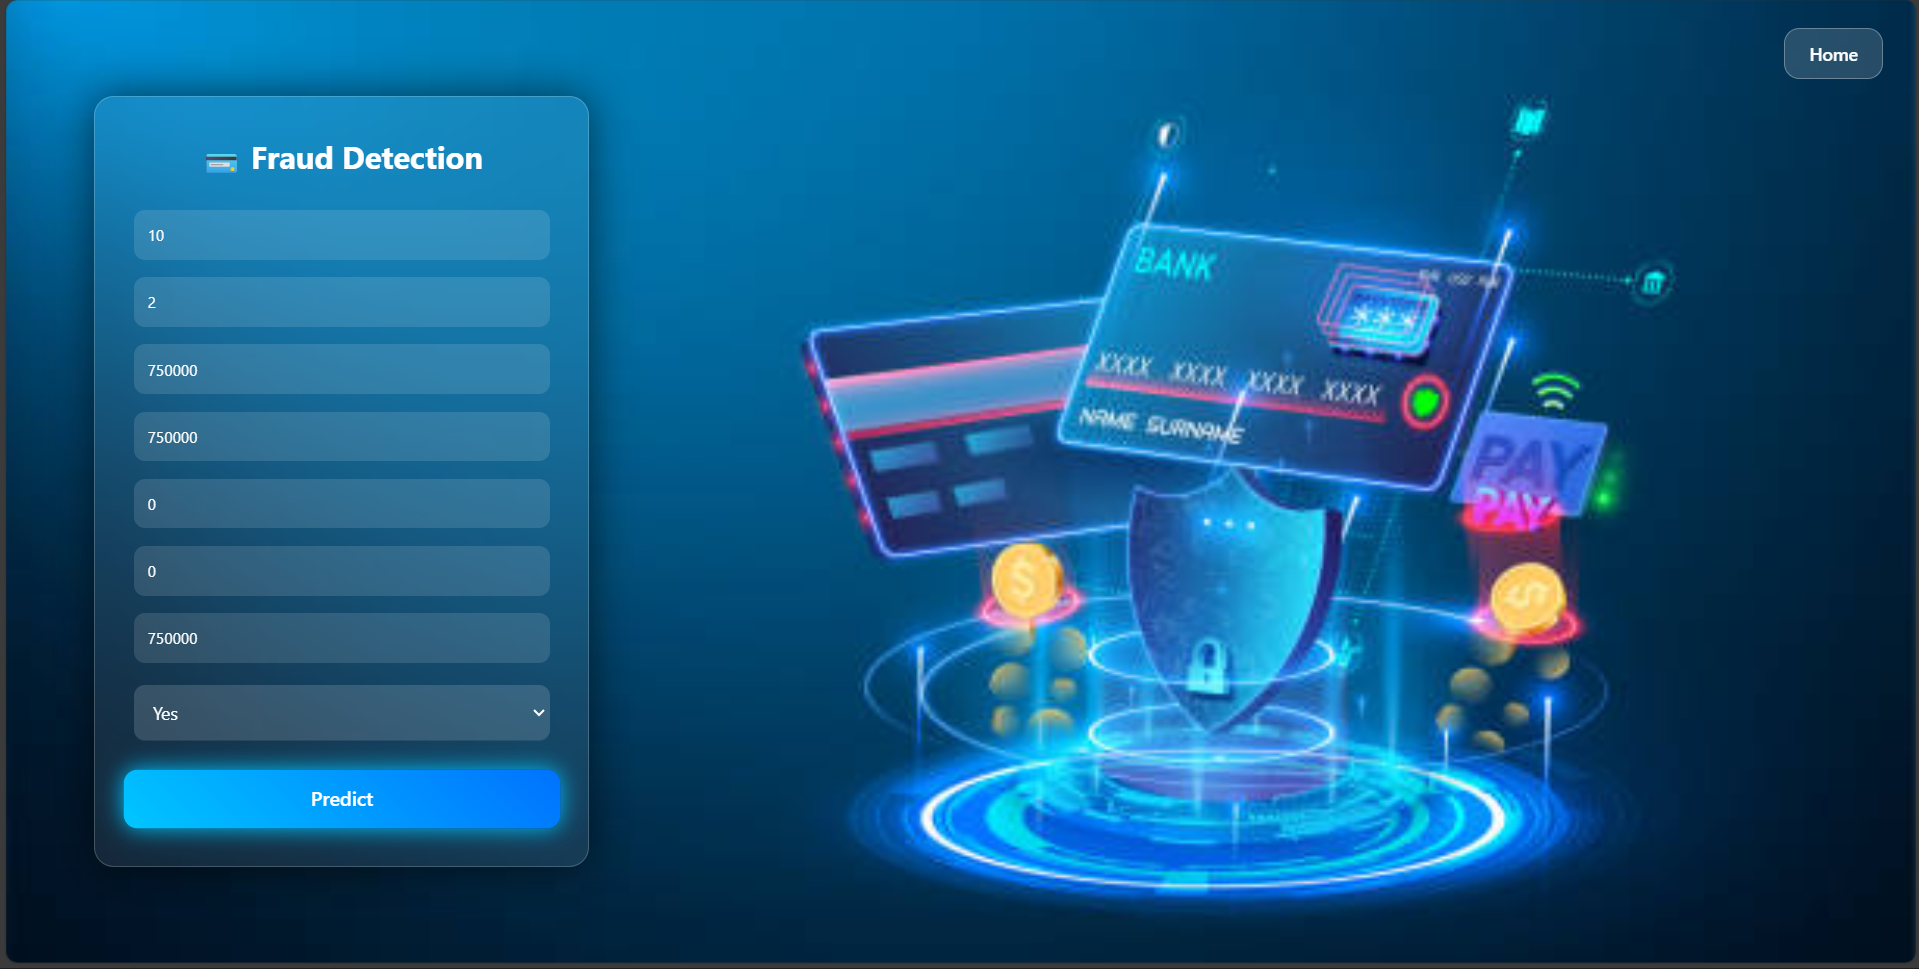 Home
Fraud Detection
10
2
750000
750000
0
0
750000
Yes
Predict
BANK
***
XXXX XXXX XXXX XXXX
NAME SURNAME
PAY
PAY
$
$